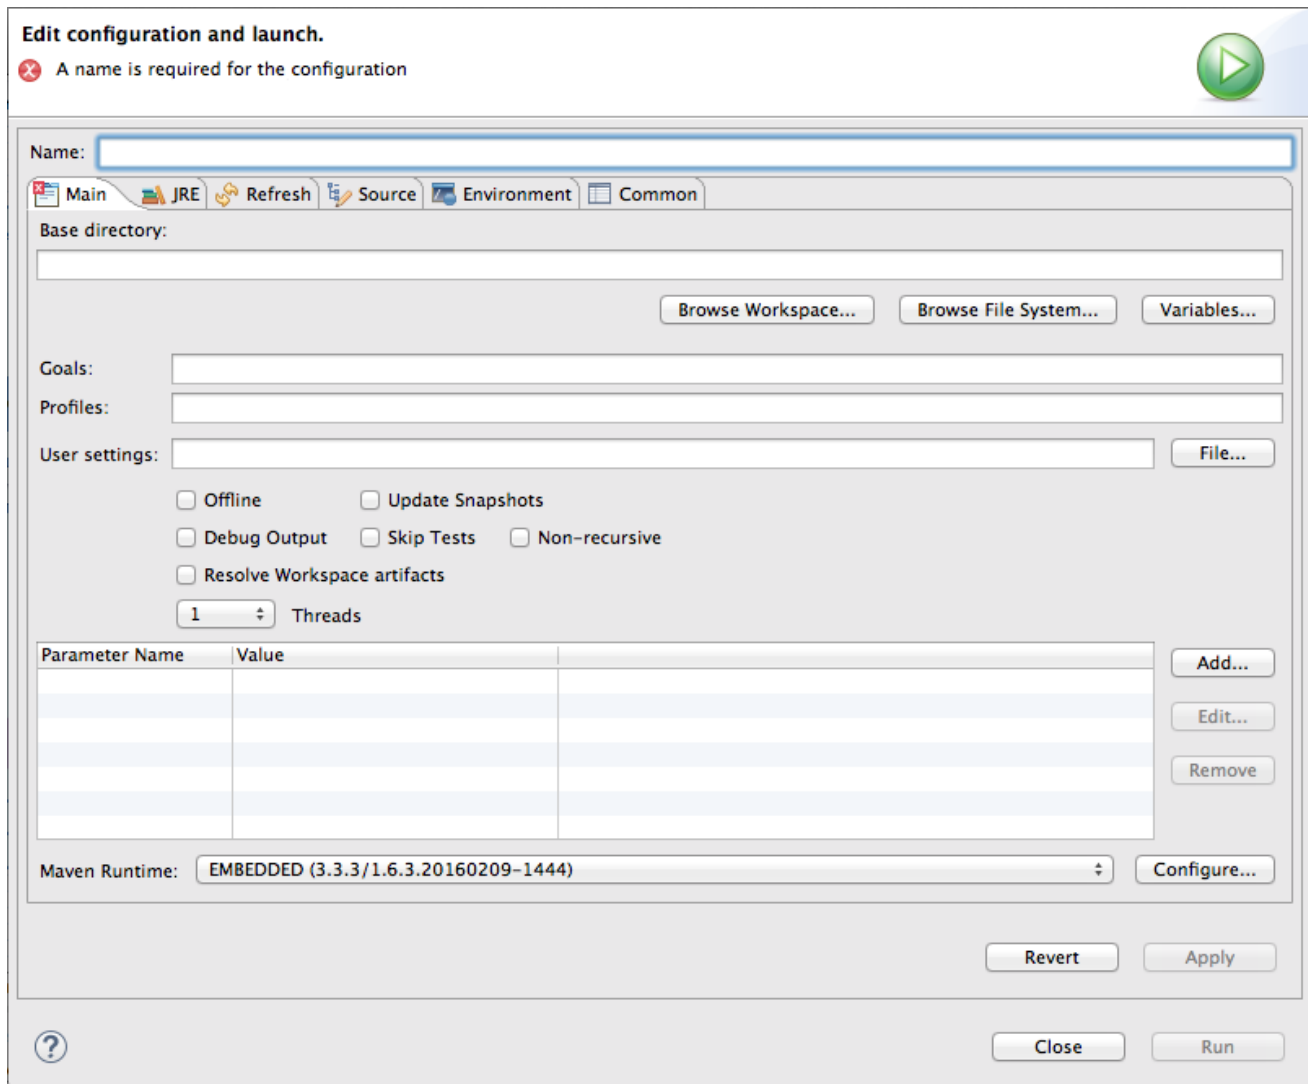 Edit configuration and launch.
A name is required for the configuration
Name:
Main JRE Refresh Source Environment Common
Base directory:
Browse Workspace... Browse File System... Variables...
Goals:
Profiles:
User settings: File...
Offline Update Snapshots
Debug Output Skip Tests Non-recursive
Resolve Workspace artifacts
1 Threads
Parameter Name Value
Add...
Edit...
Remove
Maven Runtime: EMBEDDED (3.3.3/1.6.3.20160209-1444) Configure...
Revert Apply
? Close Run